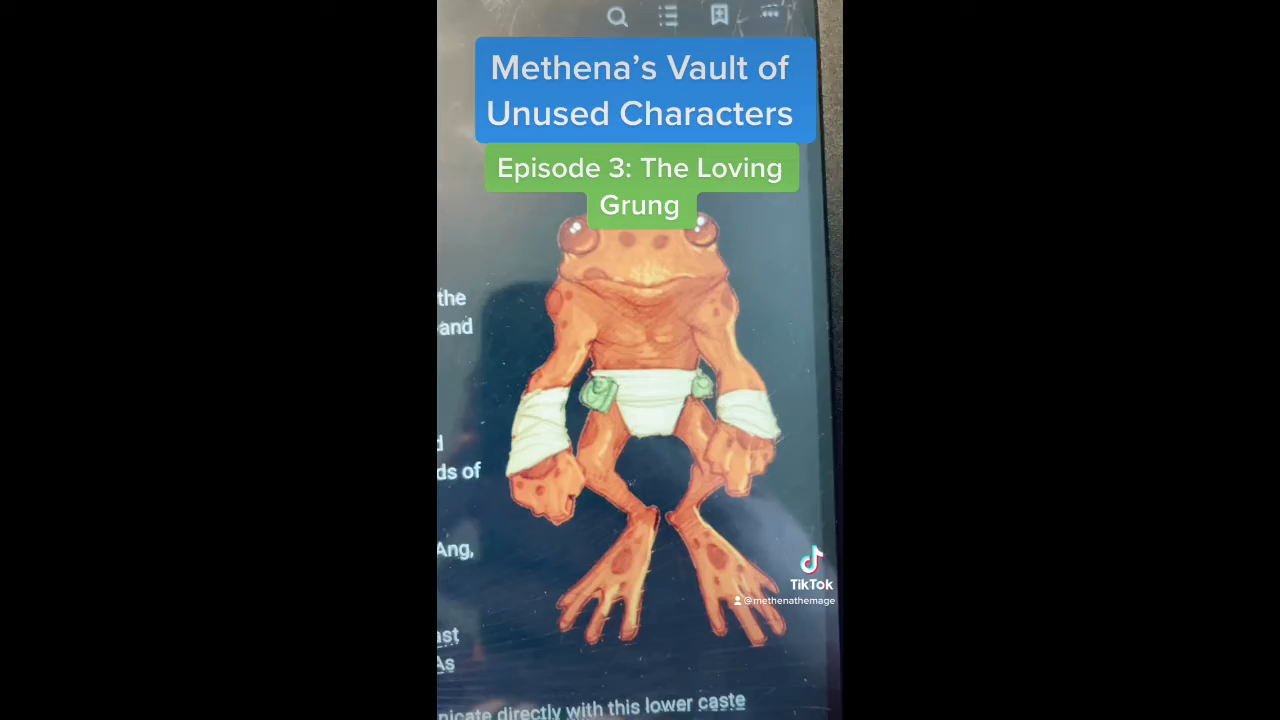 Methena’s Vault of
Unused Characters
Episode 3: The Loving
Grung
the
and
ds of
Ang,
ast
As
nicate directly with this lower caste
TikTok
@methenathemage